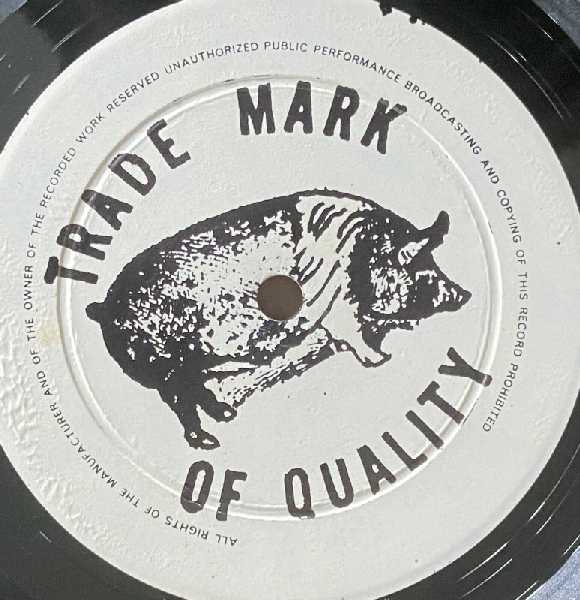 TRADE MARK
OF QUALITY
ALL RIGHTS OF THE MANUFACTURER AND OF THE OWNER OF THE RECORDED WORK RESERVED UNAUTHORIZED PUBLIC PERFORMANCE BROADCASTING AND COPYING OF THIS RECORD PROHIBITED